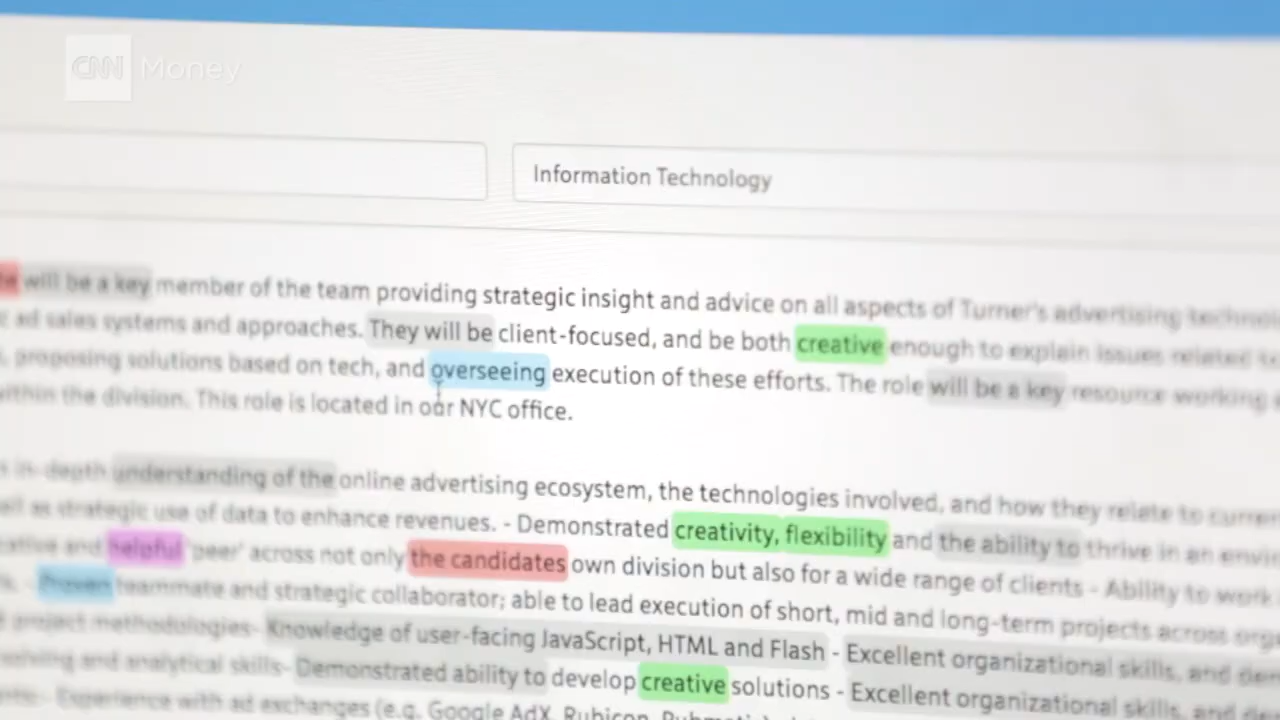 CNN Money
Information Technology
will be a key member of the team providing strategic insight and advice on all aspects of Turner's advertising
ad sales systems and approaches. They will be client-focused, and be both creative enough to explain issues related
proposing solutions based on tech, and overseeing execution of these efforts. The role will be a key resource working
within the division. This role is located in our NYC office.
in-depth understanding of the online advertising ecosystem, the technologies involved, and how they relate to
as strategic use of data to enhance revenues. - Demonstrated creativity, flexibility and the ability to thrive in an
and helpful 'peer' across not only the candidates own division but also for a wide range of clients - Ability to work
- Proven teammate and strategic collaborator; able to lead execution of short, mid and long-term projects across
project methodologies- Knowledge of user-facing JavaScript, HTML and Flash - Excellent organizational skills, and
and analytical skills- Demonstrated ability to develop creative solutions - Excellent organizational skills, and
- Experience with ad exchanges (e.g. Google AdX, Rubicon,